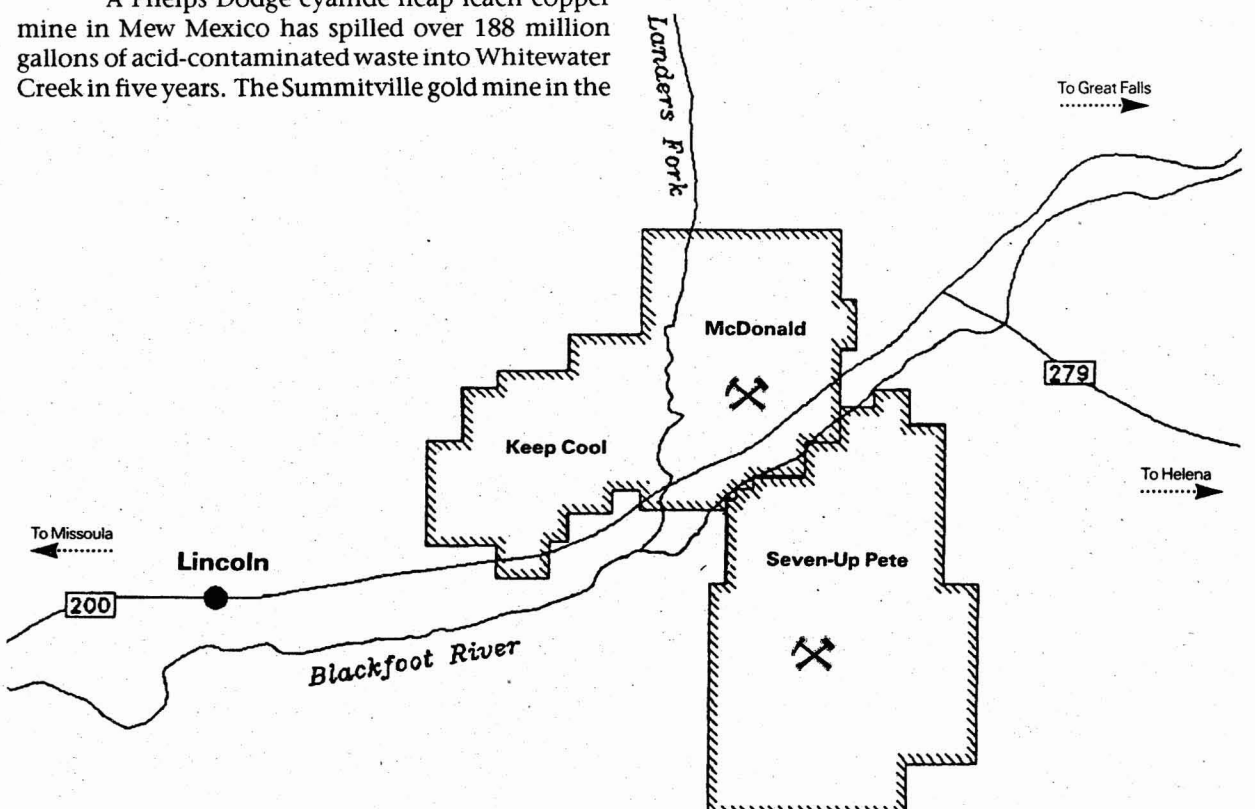 A Phelps Dodge cyanide heap leach copper
mine in Mew Mexico has spilled over 188 million
gallons of acid-contaminated waste into Whitewater
Creek in five years. The Summitville gold mine in the
Landers Fork
To Great Falls
McDonald
279
Keep Cool
To Helena
To Missoula
Lincoln
Seven-Up Pete
200
Blackfoot River